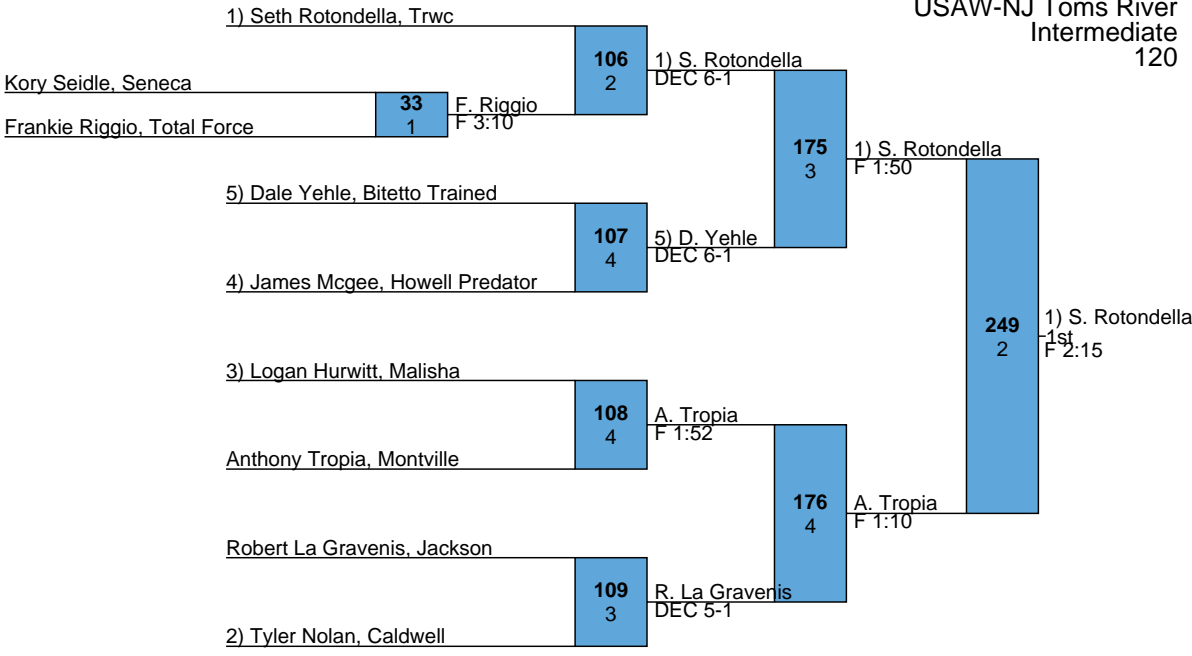 USAW-NJ Toms River
Intermediate
120
1) Seth Rotondella, Trwc
106
2
1) S. Rotondella
DEC 6-1
Kory Seidle, Seneca
33
1
F. Riggio
F 3:10
Frankie Riggio, Total Force
175
3
1) S. Rotondella
F 1:50
5) Dale Yehle, Bitetto Trained
107
4
5) D. Yehle
DEC 6-1
4) James Mcgee, Howell Predator
249
2
1) S. Rotondella
1st
F 2:15
3) Logan Hurwitt, Malisha
108
4
A. Tropia
F 1:52
Anthony Tropia, Montville
176
4
A. Tropia
F 1:10
Robert La Gravenis, Jackson
109
3
R. La Gravenis
DEC 5-1
2) Tyler Nolan, Caldwell